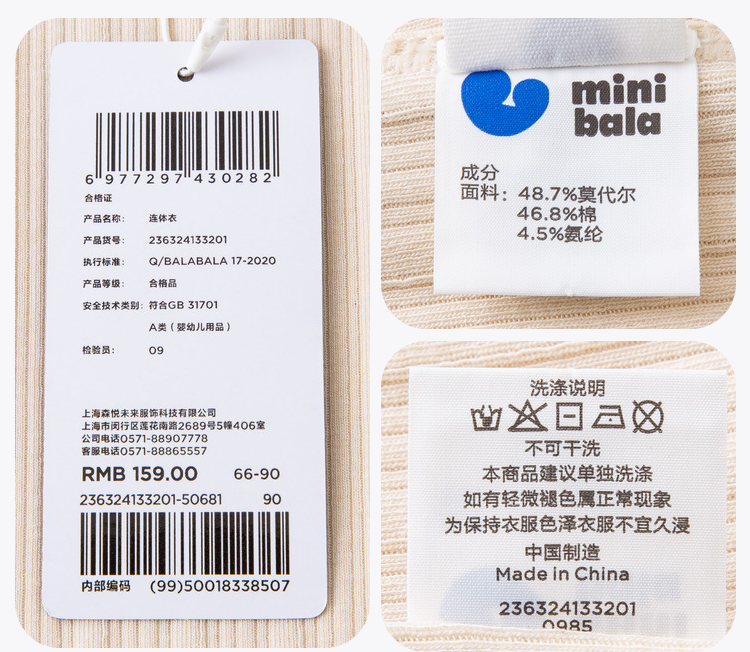 6 977297 430282
合格证
产品名称: 连体衣
产品货号: 236324133201
执行标准: Q/BALABALA 17-2020
产品等级: 合格品
安全技术类别: 符合GB 31701
A类（婴幼儿用品）
检验员: 09
上海森悦未来服饰科技有限公司
上海市闵行区莲花南路2689号5幢406室
公司电话0571-88907778
客服电话0571-88865557
RMB 159.00 66-90
236324133201-50681 90
内部编码 (99)50018338507
mini
bala
成分
面料: 48.7%莫代尔
46.8%棉
4.5%氨纶
洗涤说明
不可干洗
本商品建议单独洗涤
如有轻微褪色属正常现象
为保持衣服色泽衣服不宜久浸
中国制造
Made in China
236324133201
0985